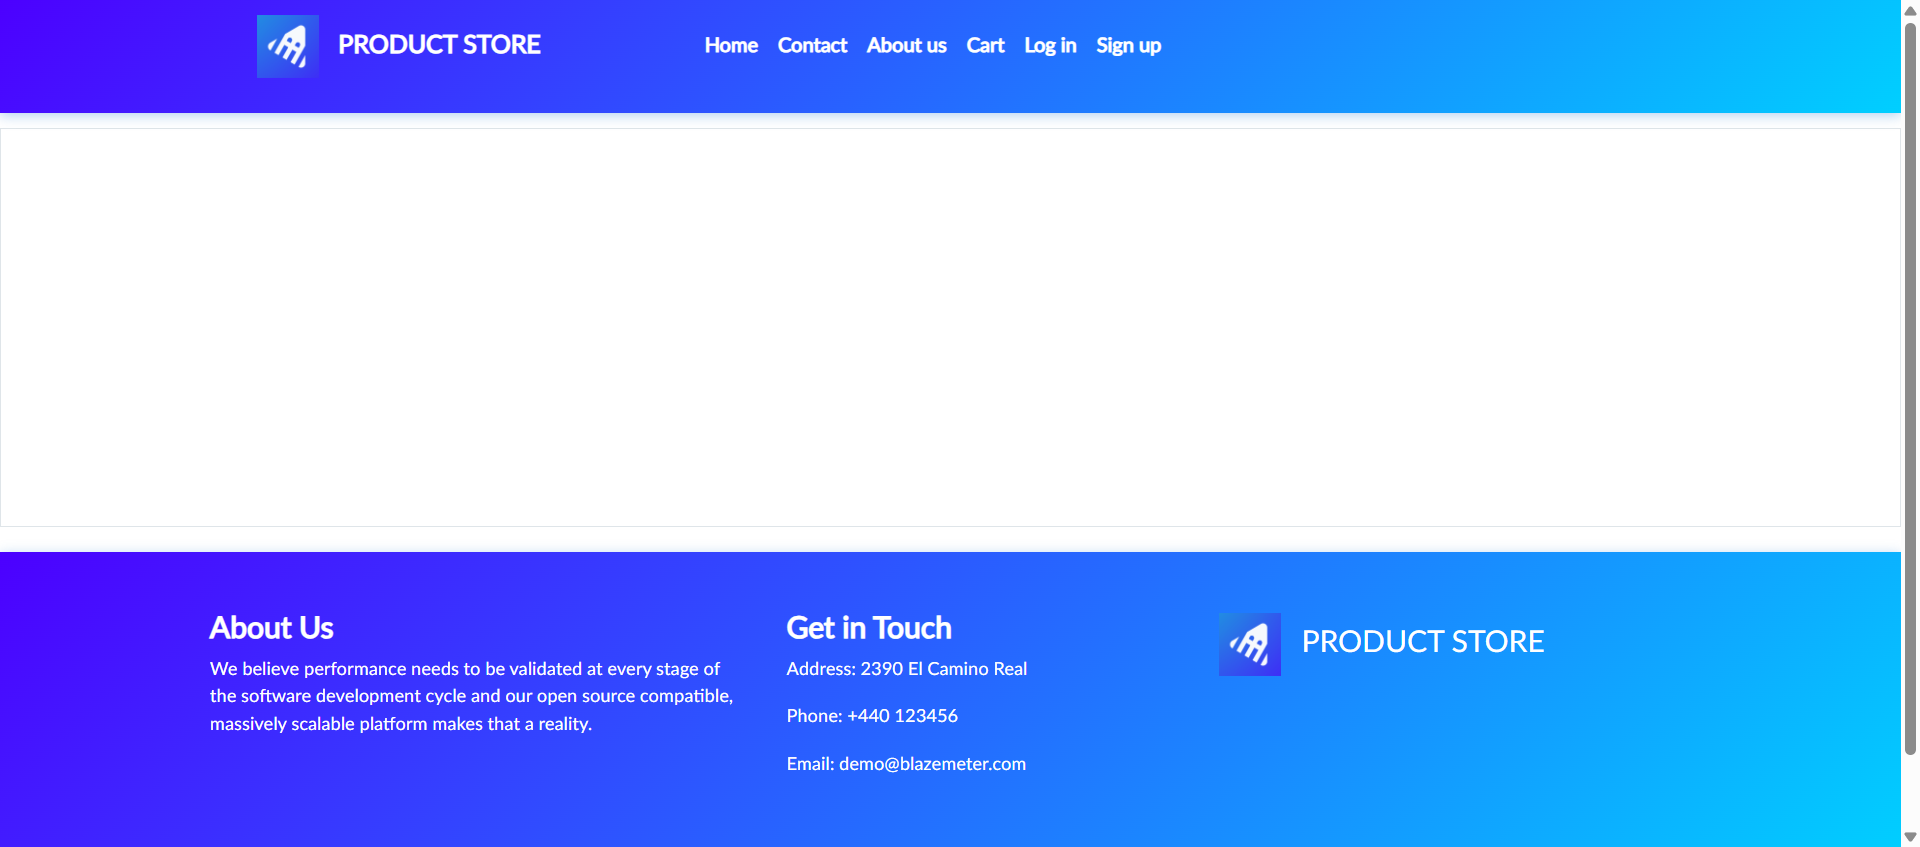 PRODUCT STORE
Home Contact About us Cart Log in Sign up
About Us
We believe performance needs to be validated at every stage of
the software development cycle and our open source compatible,
massively scalable platform makes that a reality.
Get in Touch
Address: 2390 El Camino Real
Phone: +440 123456
Email: demo@blazemeter.com
PRODUCT STORE